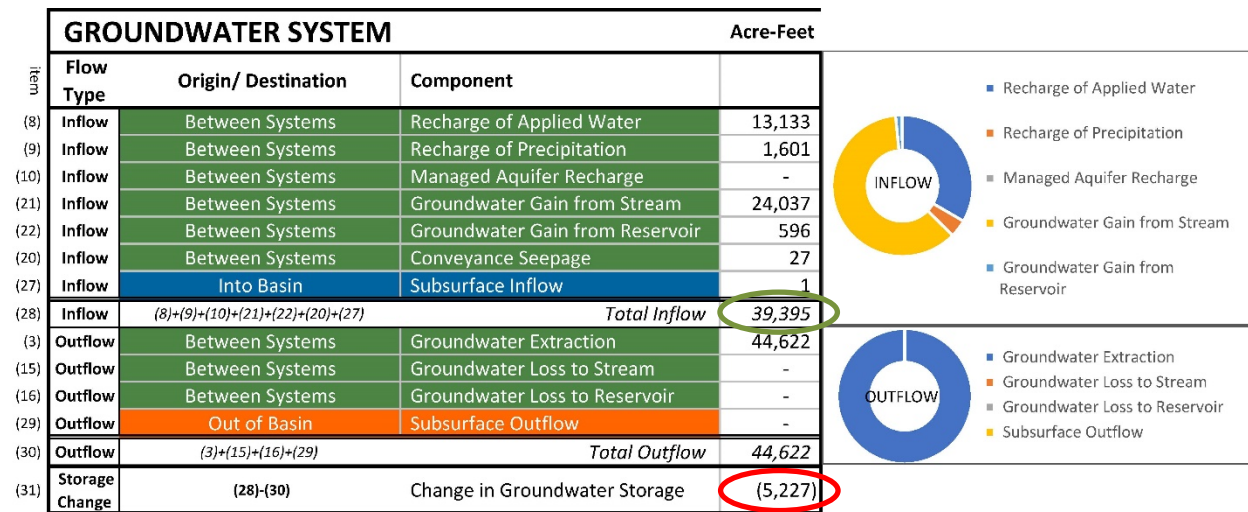 GROUNDWATER SYSTEM Acre-Feet
item Flow Type Origin/ Destination Component
(8) Inflow Between Systems Recharge of Applied Water 13,133
(9) Inflow Between Systems Recharge of Precipitation 1,601
(10) Inflow Between Systems Managed Aquifer Recharge -
(21) Inflow Between Systems Groundwater Gain from Stream 24,037
(22) Inflow Between Systems Groundwater Gain from Reservoir 596
(20) Inflow Between Systems Conveyance Seepage 27
(27) Inflow Into Basin Subsurface Inflow 1
(28) Inflow (8)+(9)+(10)+(21)+(22)+(20)+(27) Total Inflow 39,395
(3) Outflow Between Systems Groundwater Extraction 44,622
(15) Outflow Between Systems Groundwater Loss to Stream -
(16) Outflow Between Systems Groundwater Loss to Reservoir -
(29) Outflow Out of Basin Subsurface Outflow -
(30) Outflow (3)+(15)+(16)+(29) Total Outflow 44,622
(31) Storage Change (28)-(30) Change in Groundwater Storage (5,227)
INFLOW
Recharge of Applied Water
Recharge of Precipitation
Managed Aquifer Recharge
Groundwater Gain from Stream
Groundwater Gain from
Reservoir
OUTFLOW
Groundwater Extraction
Groundwater Loss to Stream
Groundwater Loss to Reservoir
Subsurface Outflow